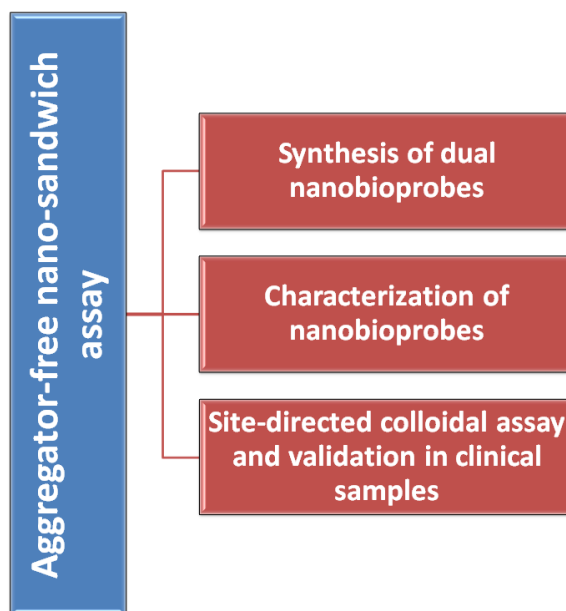 Aggregator-free nano-sandwich
assay
Synthesis of dual
nanobioprobes
Characterization of
nanobioprobes
Site-directed colloidal assay
and validation in clinical
samples